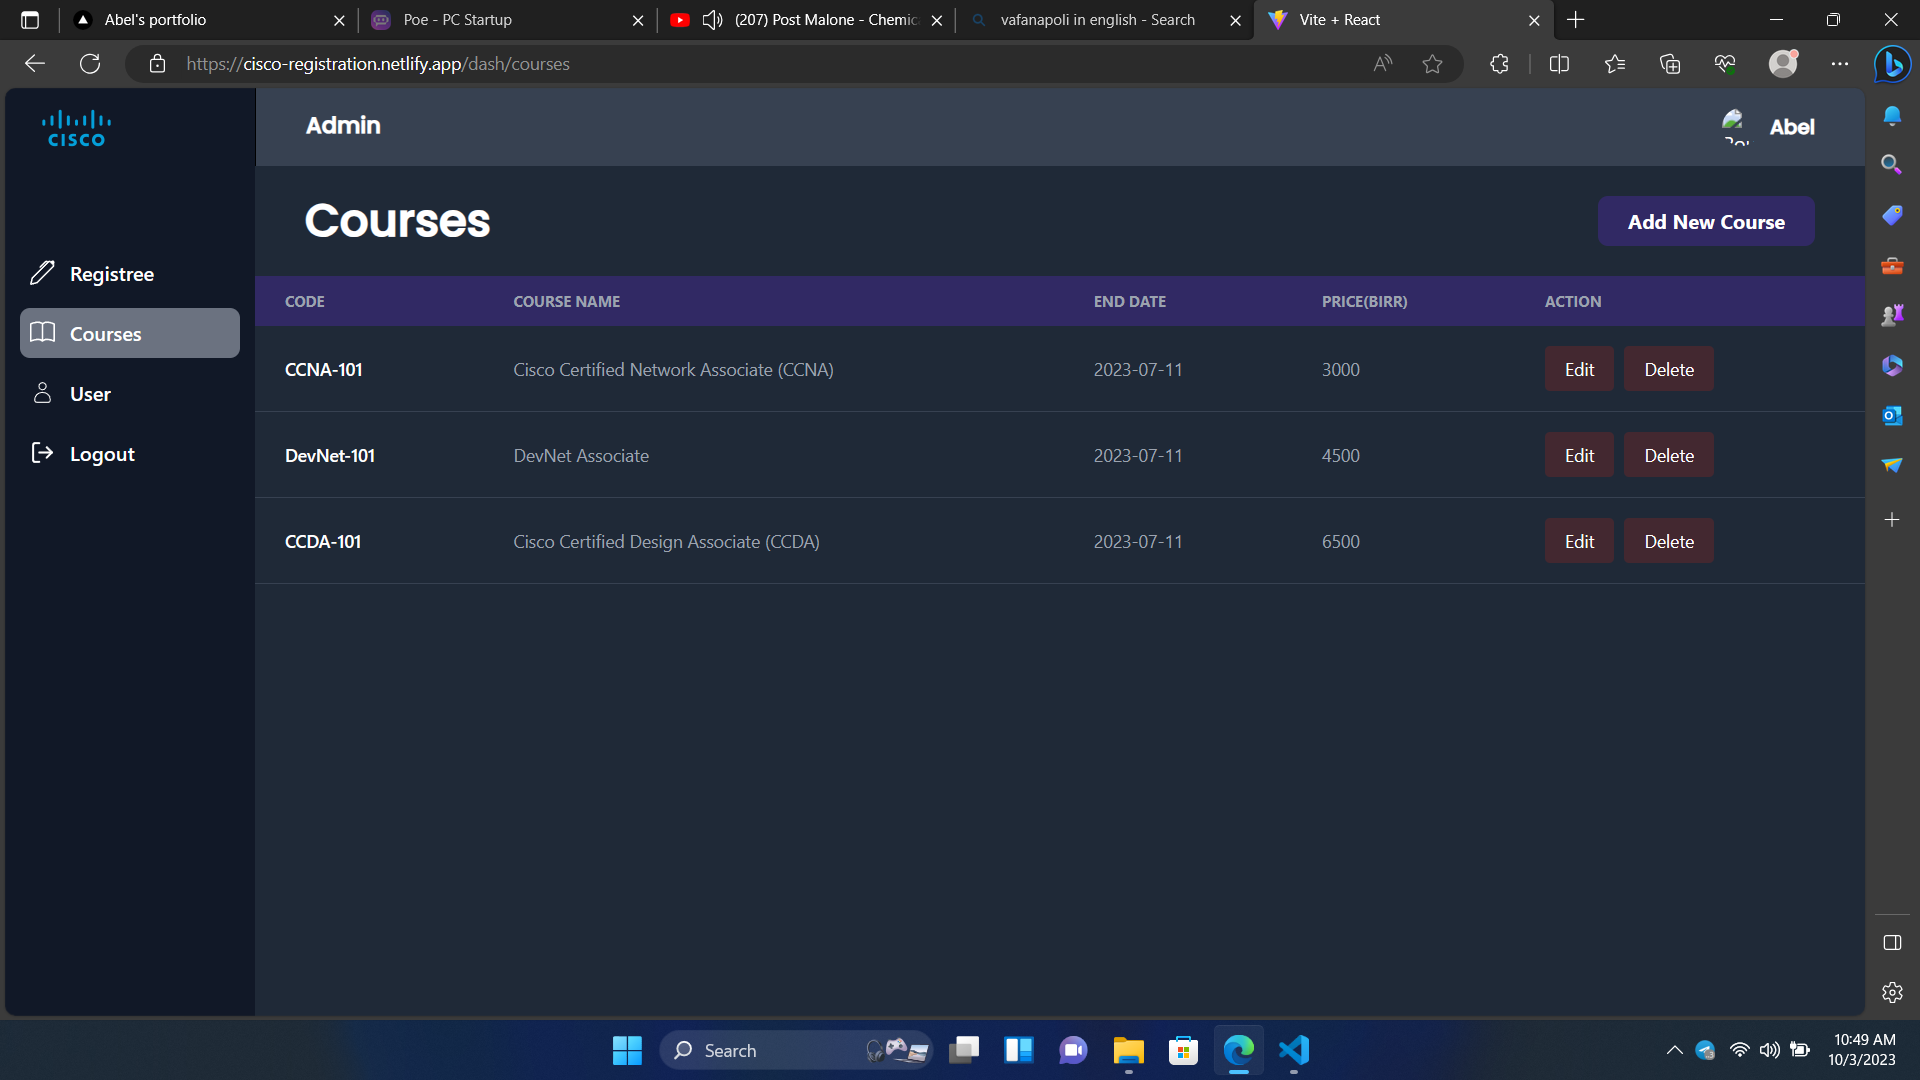 Abel's portfolio
Poe - PC Startup
(207) Post Malone - Chemic
vafanapoli in english - Search
Vite + React
https://cisco-registration.netlify.app/dash/courses
CISCO
Admin
Abel
Courses
Add New Course
Registree
Courses
User
Logout
CODE COURSE NAME END DATE PRICE(BIRR) ACTION
CCNA-101 Cisco Certified Network Associate (CCNA) 2023-07-11 3000 Edit Delete
DevNet-101 DevNet Associate 2023-07-11 4500 Edit Delete
CCDA-101 Cisco Certified Design Associate (CCDA) 2023-07-11 6500 Edit Delete
Search
10:49 AM
10/3/2023